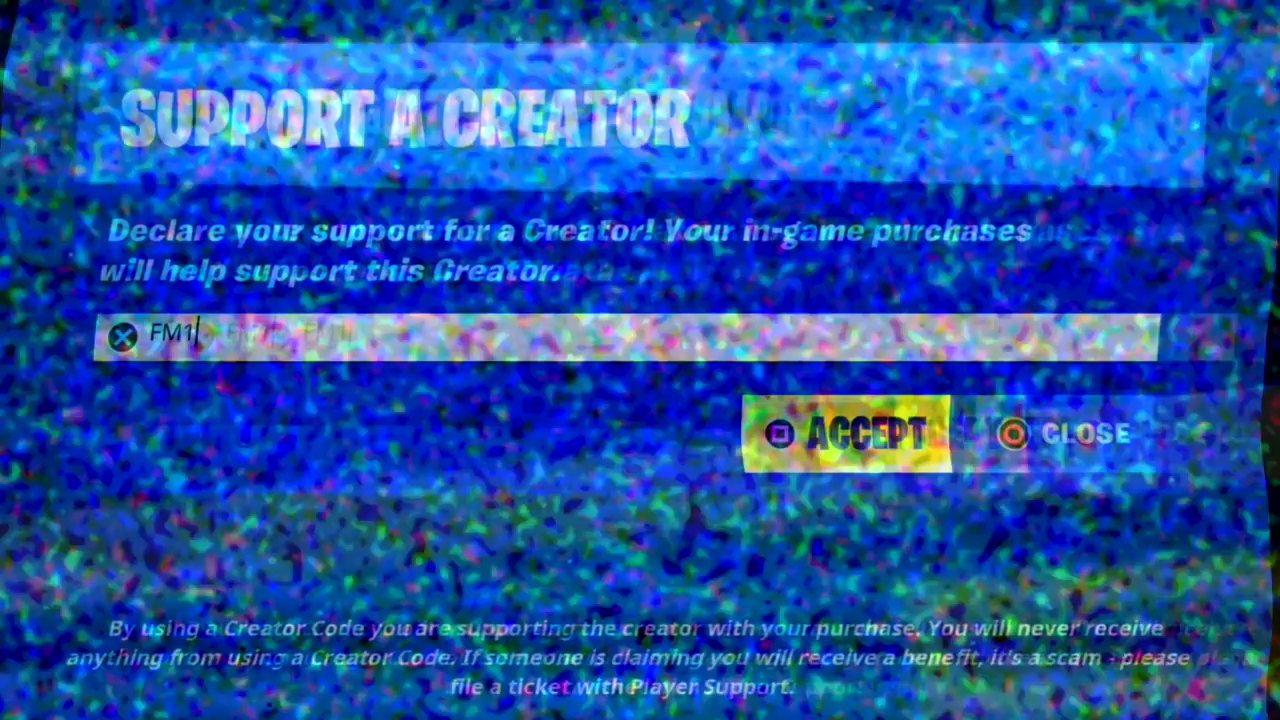 SUPPORT A CREATOR
Declare your support for a Creator! Your in-game purchases
will help support this Creator.
FM1
ACCEPT
CLOSE
By using a Creator Code you are supporting the creator with your purchase. You will never receive
anything from using a Creator Code. If someone is claiming you will receive a benefit, it's a scam - please
file a ticket with Player Support.